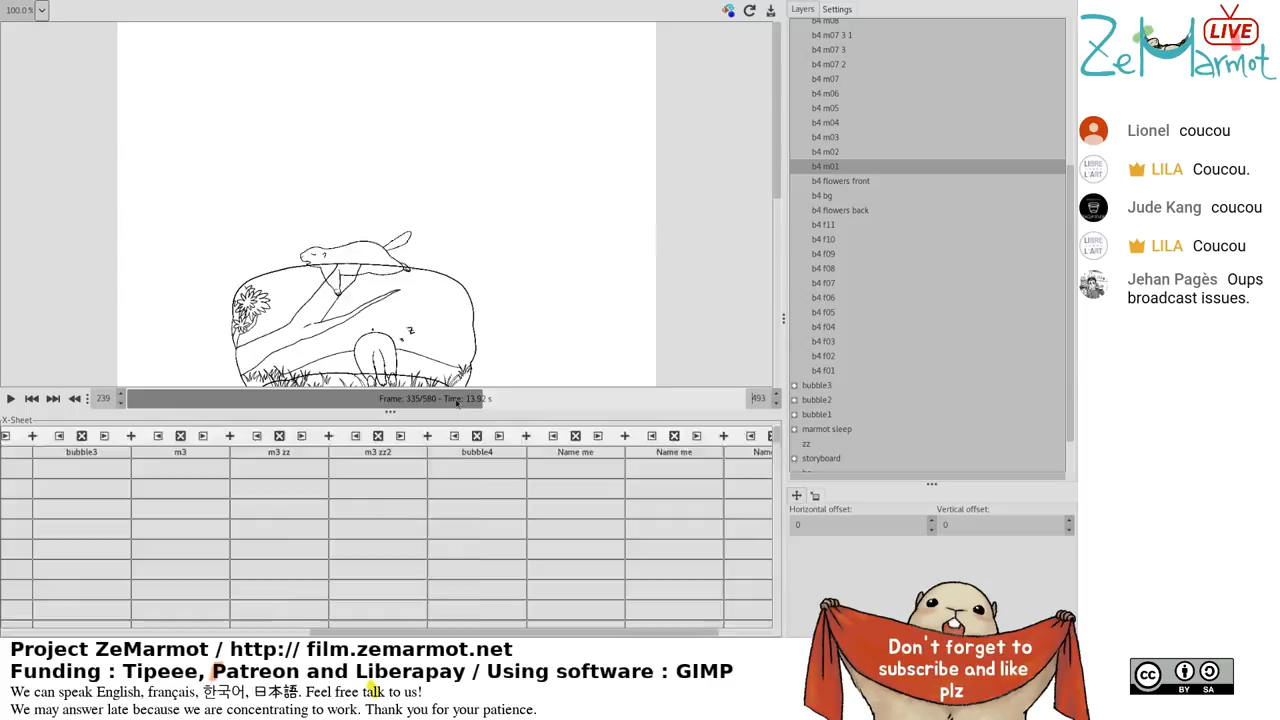 100.0 %
Layers Settings
b4 m08
b4 m07 3 1
b4 m07 3
b4 m07 2
b4 m07
b4 m06
b4 m05
b4 m04
b4 m03
b4 m02
b4 m01
b4 flowers front
b4 bg
b4 flowers back
b4 f11
b4 f10
b4 f09
b4 f08
b4 f07
b4 f06
b4 f05
b4 f04
b4 f03
b4 f02
b4 f01
bubble3
bubble2
bubble1
marmot sleep
zz
storyboard
z
239 Frame: 335/580 - Time: 13.92 s 493
X-Sheet
bubble3 m3 m3 zz m3 zz2 bubble4 Name me Name me Nam
Horizontal offset: Vertical offset:
0 0
ZeMarmot LIVE
Lionel coucou
LIBRE L'ART LILA Coucou.
Jude Kang coucou
LIBRE L'ART LILA Coucou
Jehan Pagès Oups
broadcast issues.
Don't forget to
subscribe and like
plz
Project ZeMarmot / http:// film.zemarmot.net
Funding : Tipeee, Patreon and Liberapay / Using software : GIMP
We can speak English, français, 한국어, 日本語. Feel free talk to us!
We may answer late because we are concentrating to work. Thank you for your patience.
cc BY SA